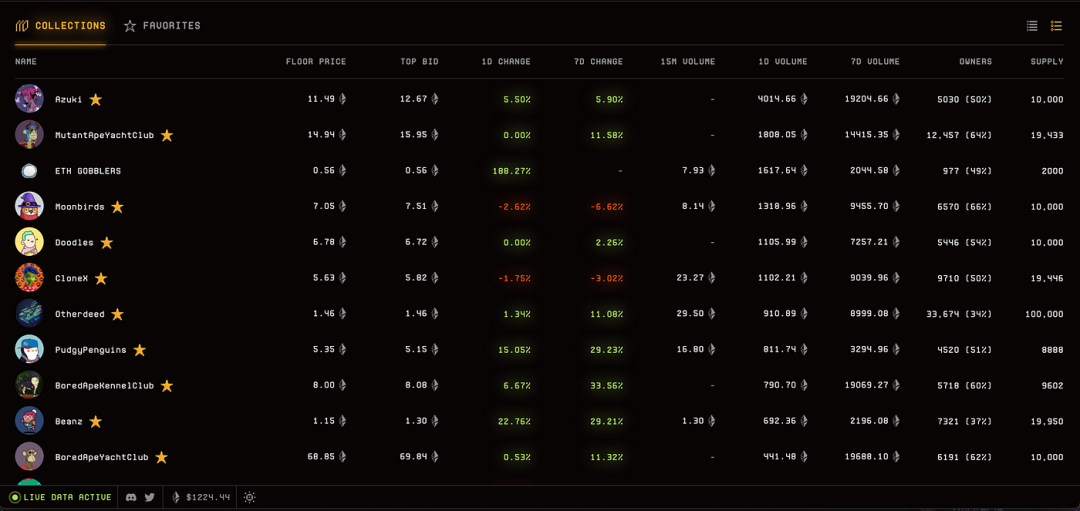 COLLECTIONS FAVORITES
NAME FLOOR PRICE TOP BID 1D CHANGE 7D CHANGE 15M VOLUME 1D VOLUME 7D VOLUME OWNERS SUPPLY
Azuki 11.49 12.67 5.50% 5.90% - 4014.66 19204.66 5030 (50%) 10,000
MutantApeYachtClub 14.94 15.95 0.00% 11.58% - 1808.05 14415.35 12,457 (64%) 19,433
ETH GOBBLERS 0.56 0.56 188.27% - 7.93 1617.64 2044.58 977 (49%) 2000
Moonbirds 7.05 7.51 -2.62% -6.62% 8.14 1318.96 9455.70 6570 (66%) 10,000
Doodles 6.78 6.72 0.00% 2.26% - 1105.99 7257.21 5446 (54%) 10,000
CloneX 5.63 5.82 -1.75% -3.02% 23.27 1102.21 9039.96 9710 (50%) 19,446
Otherdeed 1.46 1.46 1.34% 11.08% 29.50 910.89 8999.08 33,674 (34%) 100,000
PudgyPenguins 5.35 5.15 15.05% 29.23% 16.80 811.74 3294.96 4520 (51%) 8888
BoredApeKennelClub 8.00 8.08 6.67% 33.56% - 790.70 19069.27 5718 (60%) 9602
Beanz 1.15 1.30 22.76% 29.21% 1.30 692.36 2196.08 7321 (37%) 19,950
BoredApeYachtClub 68.85 69.84 0.53% 11.32% - 441.48 19688.10 6191 (62%) 10,000
LIVE DATA ACTIVE $1224.44